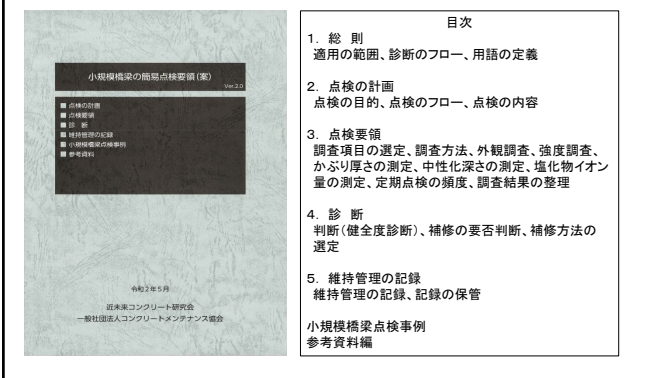 小規模橋梁の簡易点検要領(案)
Ver.2.0
■ 点検の計画
■ 点検要領
■ 診 断
■ 維持管理の記録
■ 小規模橋梁点検事例
■ 参考資料
令和2年5月
近未来コンクリート研究会
一般社団法人コンクリートメンテナンス協会
目次
1. 総 則
適用の範囲、診断のフロー、用語の定義
2. 点検の計画
点検の目的、点検のフロー、点検の内容
3. 点検要領
調査項目の選定、調査方法、外観調査、強度調査、
かぶり厚さの測定、中性化深さの測定、塩化物イオン
量の測定、定期点検の頻度、調査結果の整理
4. 診 断
判断(健全度診断)、補修の要否判断、補修方法の
選定
5. 維持管理の記録
維持管理の記録、記録の保管
小規模橋梁点検事例
参考資料編